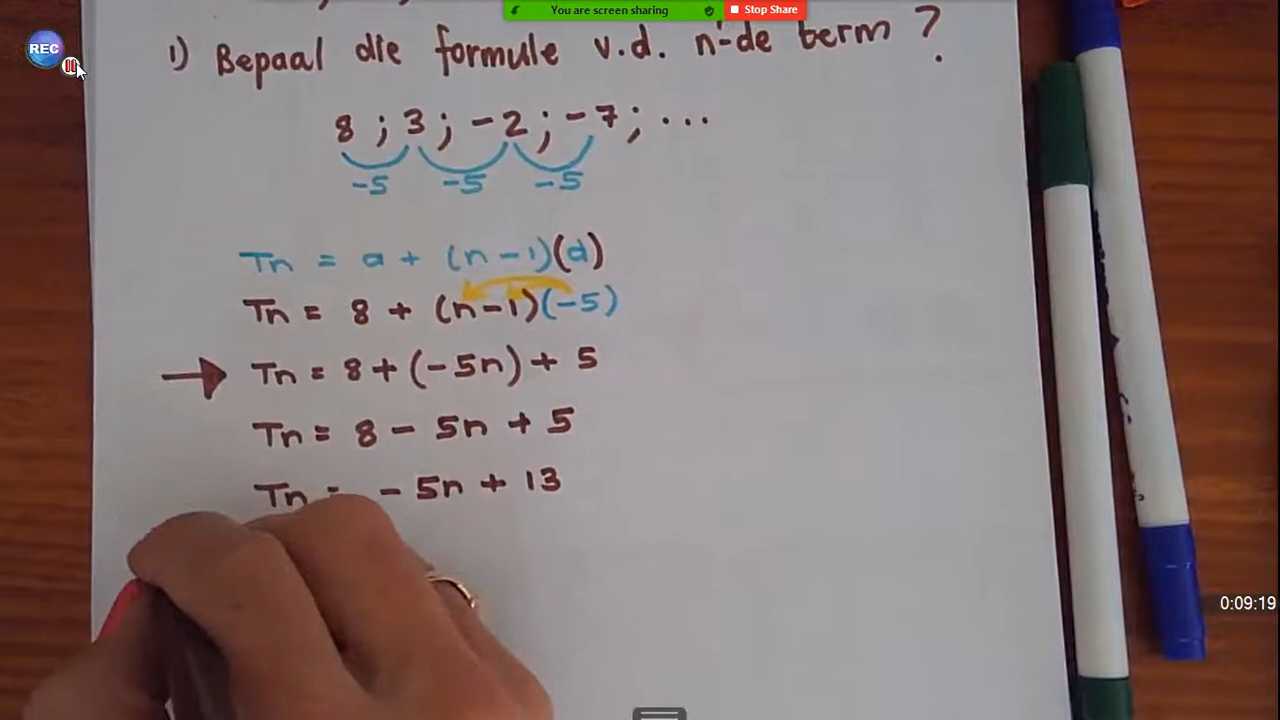 You are screen sharing Stop Share
REC
1) Bepaal die formule v.d. n'de term ?
8 ; 3 ; -2 ; -7 ; ...
-5 -5 -5
Tn = a + (n-1)(d)
Tn = 8 + (n-1)(-5)
→ Tn = 8 + (-5n) + 5
Tn = 8 - 5n + 5
Tn = - 5n + 13
0:09:19